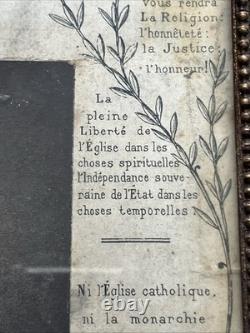 Vous rendra
La Religion:
l'honnêteté:
la Justice:
l'honneur!
La
pleine
Liberté de
l'Église dans les
choses spirituelles
l'Indépendance souve-
raine de l'État dans les
choses temporelles.
Ni l'Église catholique,
ni la monarchie